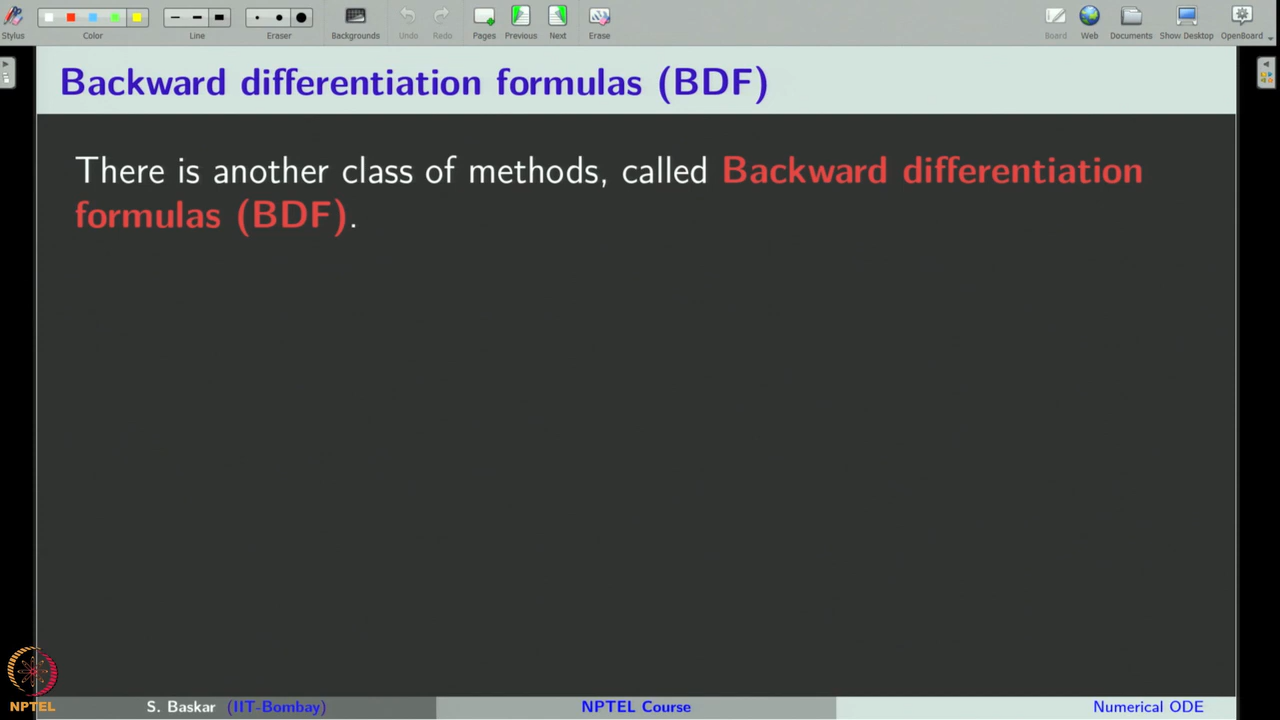 Stylus Color Line Eraser Backgrounds Undo Redo Pages Previous Next Erase Board Web Documents Show Desktop OpenBoard
Backward differentiation formulas (BDF)
There is another class of methods, called Backward differentiation
formulas (BDF).
NPTEL
S. Baskar (IIT-Bombay) NPTEL Course Numerical ODE